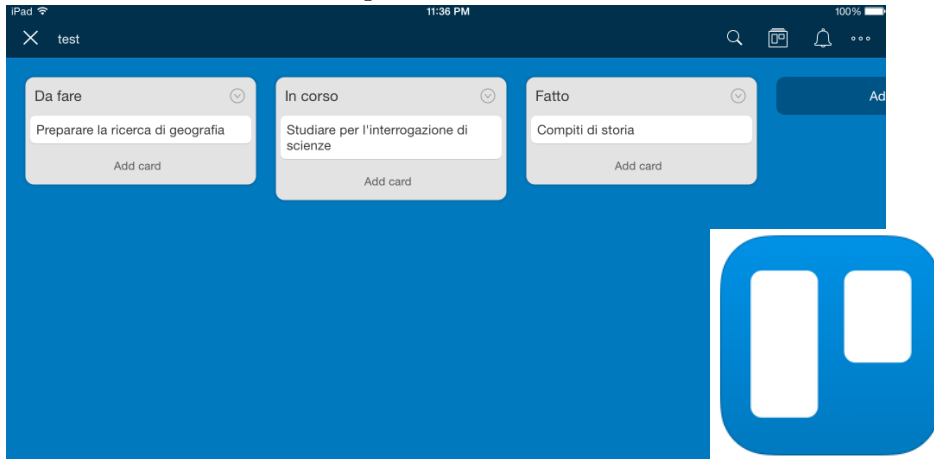 iPad 11:36 PM 100%
test
Da fare
Preparare la ricerca di geografia
Add card
In corso
Studiare per l'interrogazione di
scienze
Add card
Fatto
Compiti di storia
Add card
Ad